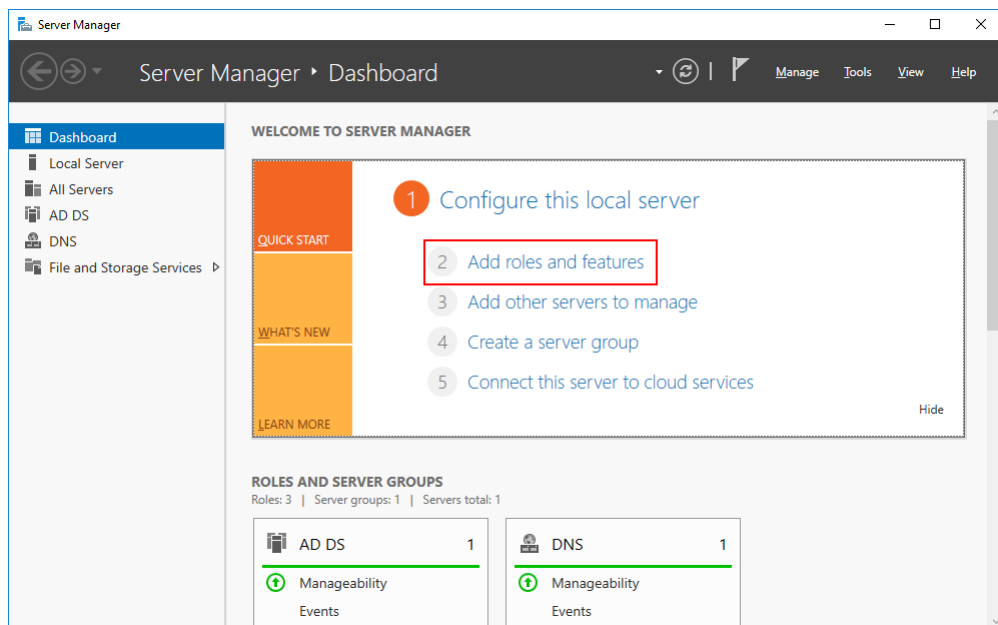 Server Manager
Server Manager ‣ Dashboard
Manage Tools View Help
Dashboard
Local Server
All Servers
AD DS
DNS
File and Storage Services
WELCOME TO SERVER MANAGER
QUICK START
WHAT'S NEW
LEARN MORE
1 Configure this local server
2 Add roles and features
3 Add other servers to manage
4 Create a server group
5 Connect this server to cloud services
Hide
ROLES AND SERVER GROUPS
Roles: 3 | Server groups: 1 | Servers total: 1
AD DS 1
Manageability
Events
DNS 1
Manageability
Events